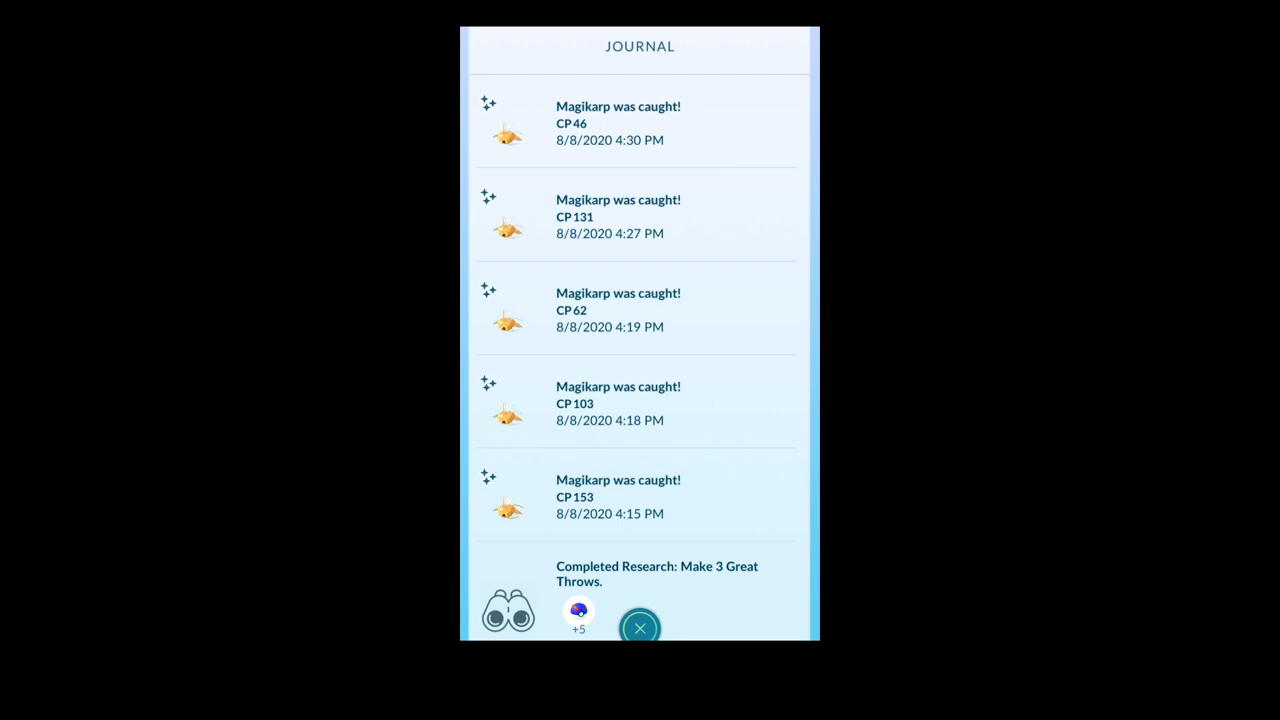 JOURNAL
Magikarp was caught!
CP 46
8/8/2020 4:30 PM
Magikarp was caught!
CP 131
8/8/2020 4:27 PM
Magikarp was caught!
CP 62
8/8/2020 4:19 PM
Magikarp was caught!
CP 103
8/8/2020 4:18 PM
Magikarp was caught!
CP 153
8/8/2020 4:15 PM
Completed Research: Make 3 Great
Throws.
+5